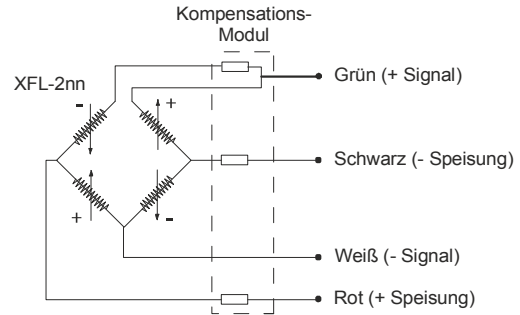 Kompensations-
Modul
XFL-2nn
-
+
+
-
Grün (+ Signal)
Schwarz (- Speisung)
Weiß (- Signal)
Rot (+ Speisung)